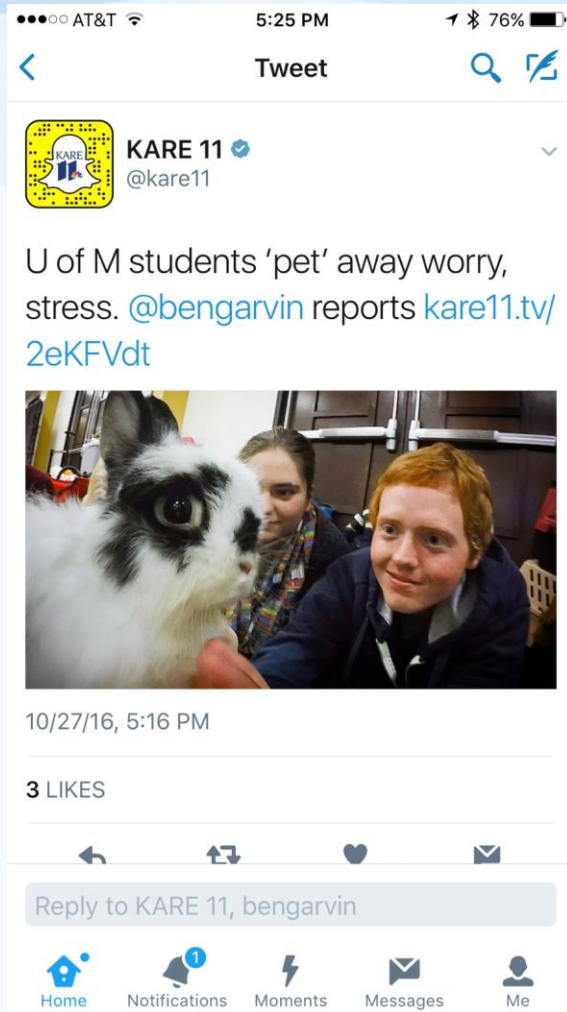 AT&T 5:25 PM 76%
Tweet
KARE
11
KARE 11
@kare11
U of M students ‘pet’ away worry,
stress. @bengarvin reports kare11.tv/
2eKFVdt
10/27/16, 5:16 PM
3 LIKES
Reply to KARE 11, bengarvin
1
Home Notifications Moments Messages Me